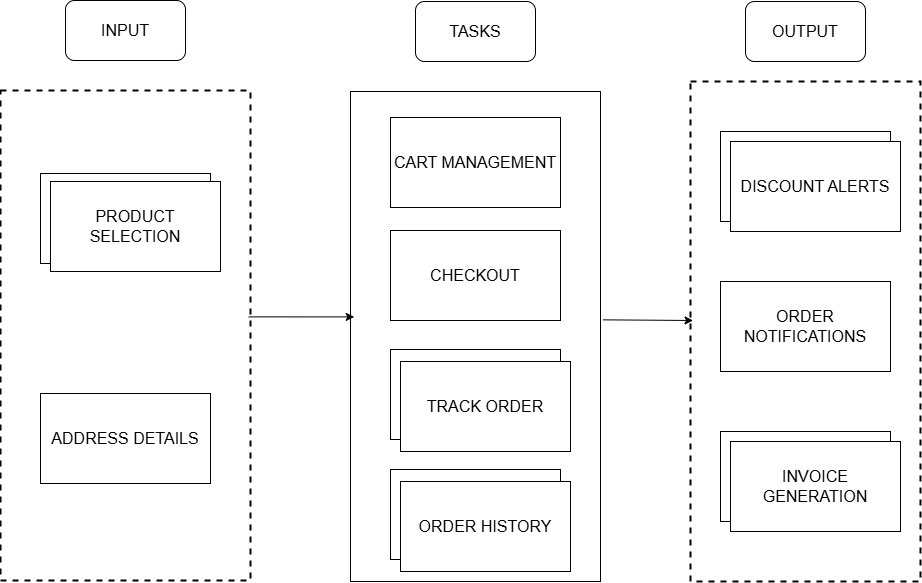 INPUT
TASKS
OUTPUT
PRODUCT
SELECTION
ADDRESS DETAILS
CART MANAGEMENT
CHECKOUT
TRACK ORDER
ORDER HISTORY
DISCOUNT ALERTS
ORDER
NOTIFICATIONS
INVOICE
GENERATION